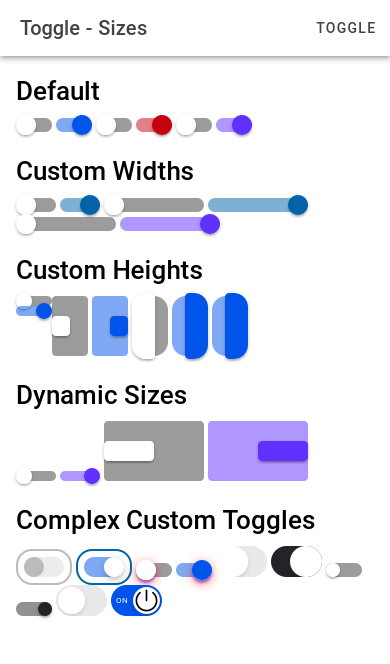 Toggle - Sizes
TOGGLE
Default
Custom Widths
Custom Heights
Dynamic Sizes
Complex Custom Toggles
ON